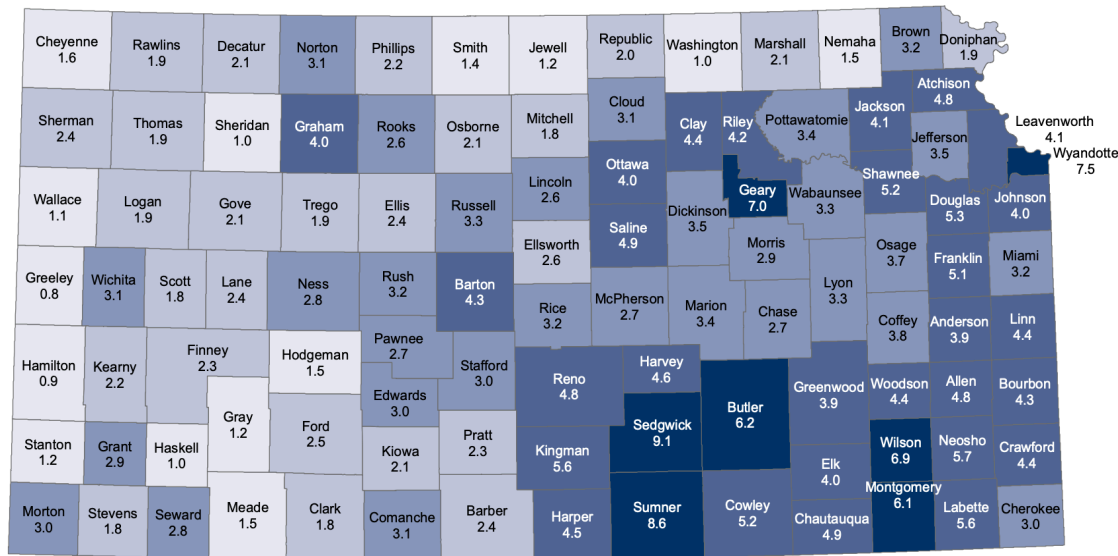 Cheyenne
1.6
Rawlins
1.9
Decatur
2.1
Norton
3.1
Phillips
2.2
Smith
1.4
Jewell
1.2
Republic
2.0
Washington
1.0
Marshall
2.1
Nemaha
1.5
Brown
3.2
Doniphan
1.9
Sherman
2.4
Thomas
1.9
Sheridan
1.0
Graham
4.0
Rooks
2.6
Osborne
2.1
Mitchell
1.8
Cloud
3.1
Clay
4.4
Riley
4.2
Pottawatomie
3.4
Jackson
4.1
Atchison
4.8
Jefferson
3.5
Leavenworth
4.1
Wyandotte
7.5
Wallace
1.1
Logan
1.9
Gove
2.1
Trego
1.9
Ellis
2.4
Russell
3.3
Lincoln
2.6
Ottawa
4.0
Saline
4.9
Dickinson
3.5
Geary
7.0
Wabaunsee
3.3
Shawnee
5.2
Douglas
5.3
Johnson
4.0
Ellsworth
2.6
Morris
2.9
Osage
3.7
Franklin
5.1
Miami
3.2
Greeley
0.8
Wichita
3.1
Scott
1.8
Lane
2.4
Ness
2.8
Rush
3.2
Barton
4.3
Rice
3.2
McPherson
2.7
Marion
3.4
Chase
2.7
Lyon
3.3
Coffey
3.8
Anderson
3.9
Linn
4.4
Hamilton
0.9
Kearny
2.2
Finney
2.3
Hodgeman
1.5
Pawnee
2.7
Stafford
3.0
Edwards
3.0
Reno
4.8
Harvey
4.6
Butler
6.2
Greenwood
3.9
Woodson
4.4
Allen
4.8
Bourbon
4.3
Gray
1.2
Ford
2.5
Sedgwick
9.1
Stanton
1.2
Grant
2.9
Haskell
1.0
Kiowa
2.1
Pratt
2.3
Kingman
5.6
Elk
4.0
Wilson
6.9
Neosho
5.7
Crawford
4.4
Morton
3.0
Stevens
1.8
Seward
2.8
Meade
1.5
Clark
1.8
Comanche
3.1
Barber
2.4
Harper
4.5
Sumner
8.6
Cowley
5.2
Chautauqua
4.9
Montgomery
6.1
Labette
5.6
Cherokee
3.0